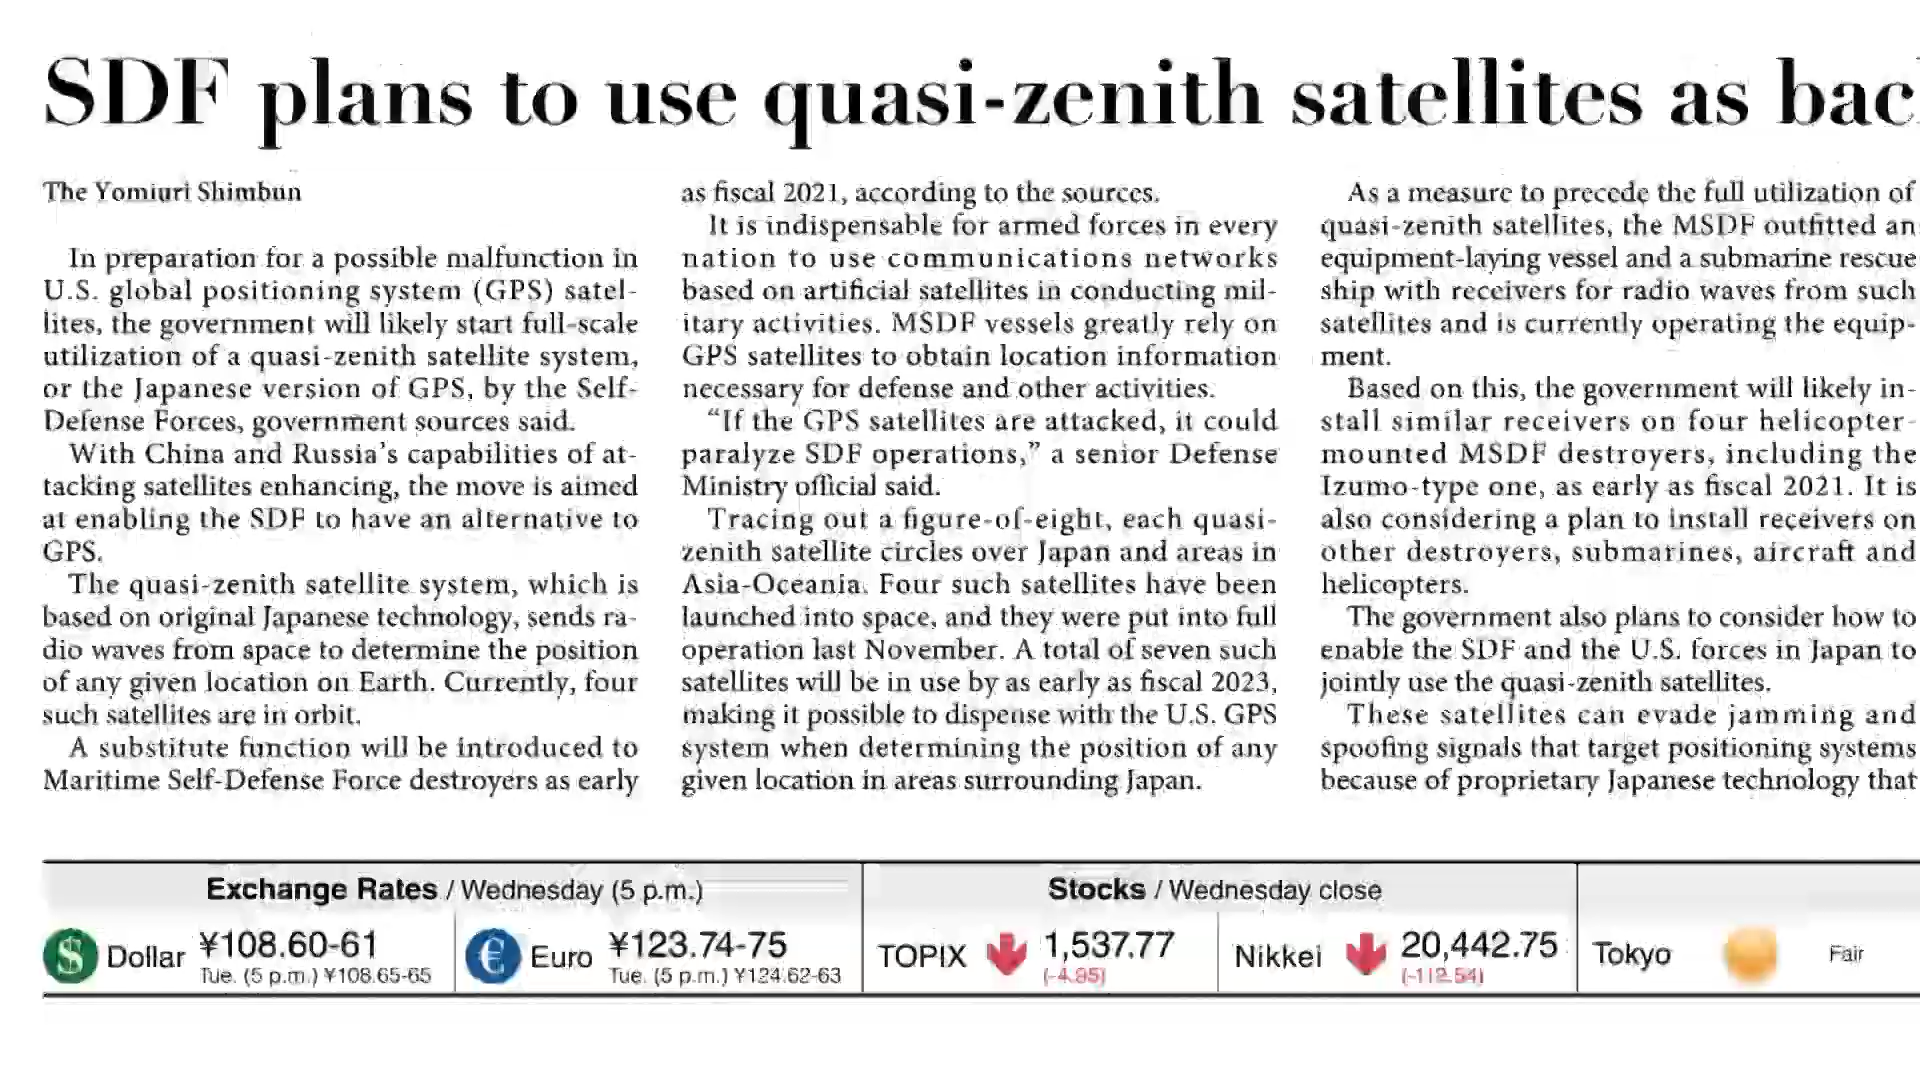 SDF plans to use quasi-zenith satellites as bac
The Yomiuri Shimbun
In preparation for a possible malfunction in
U.S. global positioning system (GPS) satel-
lites, the government will likely start full-scale
utilization of a quasi-zenith satellite system,
or the Japanese version of GPS, by the Self-
Defense Forces, government sources said.
With China and Russia's capabilities of at-
tacking satellites enhancing, the move is aimed
at enabling the SDF to have an alternative to
GPS.
The quasi-zenith satellite system, which is
based on original Japanese technology, sends ra-
dio waves from space to determine the position
of any given location on Earth. Currently, four
such satellites are in orbit.
A substitute function will be introduced to
Maritime Self-Defense Force destroyers as early
as fiscal 2021, according to the sources.
It is indispensable for armed forces in every
nation to use communications networks
based on artificial satellites in conducting mil-
itary activities. MSDF vessels greatly rely on
GPS satellites to obtain location information
necessary for defense and other activities.
“If the GPS satellites are attacked, it could
paralyze SDF operations,” a senior Defense
Ministry official said.
Tracing out a figure-of-eight, each quasi-
zenith satellite circles over Japan and areas in
Asia-Oceania. Four such satellites have been
launched into space, and they were put into full
operation last November. A total of seven such
satellites will be in use by as early as fiscal 2023,
making it possible to dispense with the U.S. GPS
system when determining the position of any
given location in areas surrounding Japan.
As a measure to precede the full utilization of
quasi-zenith satellites, the MSDF outfitted an
equipment-laying vessel and a submarine rescue
ship with receivers for radio waves from such
satellites and is currently operating the equip-
ment.
Based on this, the government will likely in-
stall similar receivers on four helicopter-
mounted MSDF destroyers, including the
Izumo-type one, as early as fiscal 2021. It is
also considering a plan to install receivers on
other destroyers, submarines, aircraft and
helicopters.
The government also plans to consider how to
enable the SDF and the U.S. forces in Japan to
jointly use the quasi-zenith satellites.
These satellites can evade jamming and
spoofing signals that target positioning systems
because of proprietary Japanese technology that
Exchange Rates / Wednesday (5 p.m.)
Dollar ¥108.60-61
Tue. (5 p.m.) ¥108.65-65
Euro ¥123.74-75
Tue. (5 p.m.) ¥124.62-63
Stocks / Wednesday close
TOPIX 1,537.77
(-4.85)
Nikkei 20,442.75
(-112.54)
Tokyo Fair